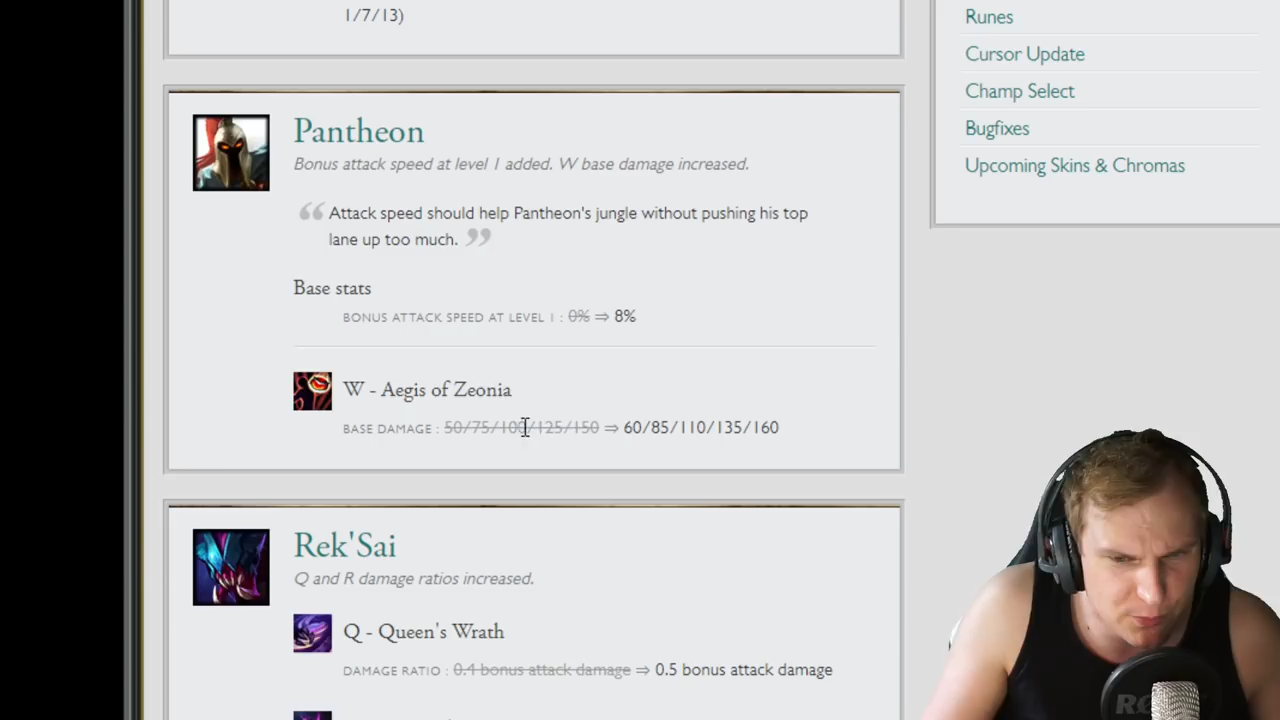 1/7/13)
Runes
Cursor Update
Champ Select
Bugfixes
Upcoming Skins & Chromas
Pantheon
Bonus attack speed at level 1 added. W base damage increased.
“ Attack speed should help Pantheon's jungle without pushing his top
lane up too much. ”
Base stats
BONUS ATTACK SPEED AT LEVEL 1 : 0% ⇒ 8%
W - Aegis of Zeonia
BASE DAMAGE : 50/75/100/125/150 ⇒ 60/85/110/135/160
Rek'Sai
Q and R damage ratios increased.
Q - Queen's Wrath
DAMAGE RATIO : 0.4 bonus attack damage ⇒ 0.5 bonus attack damage